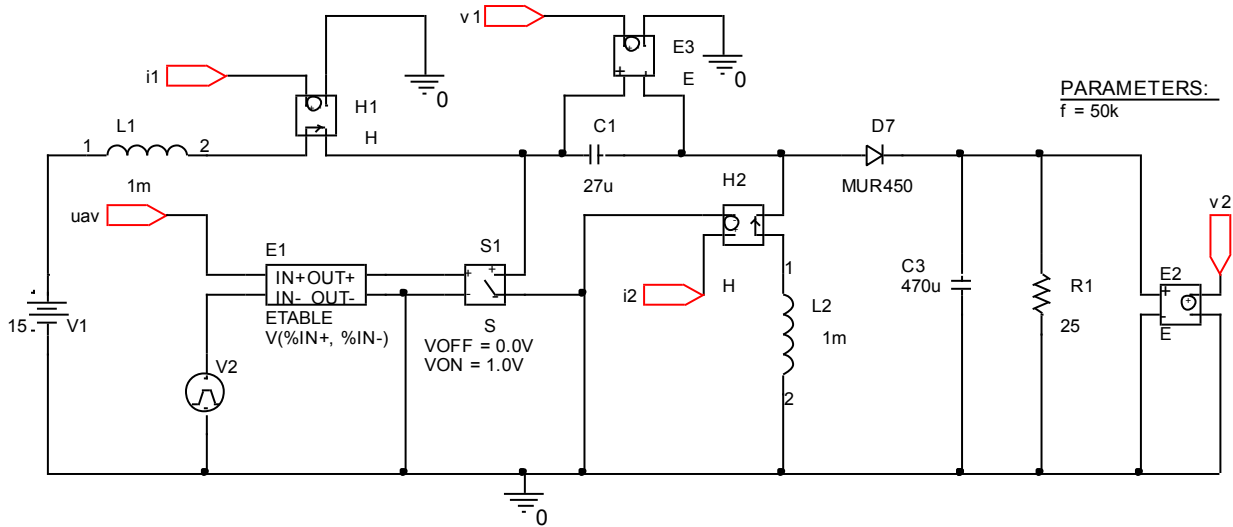 v1
E3
E
0
PARAMETERS:
f = 50k
i1
H1
H
0
L1
1
2
1m
C1
27u
D7
MUR450
H2
H
v2
uav
E1
IN+OUT+
IN- OUT-
ETABLE
V(%IN+, %IN-)
S1
S
VOFF = 0.0V
VON = 1.0V
i2
1
L2
1m
2
C3
470u
R1
25
E2
E
15
V1
V2
0